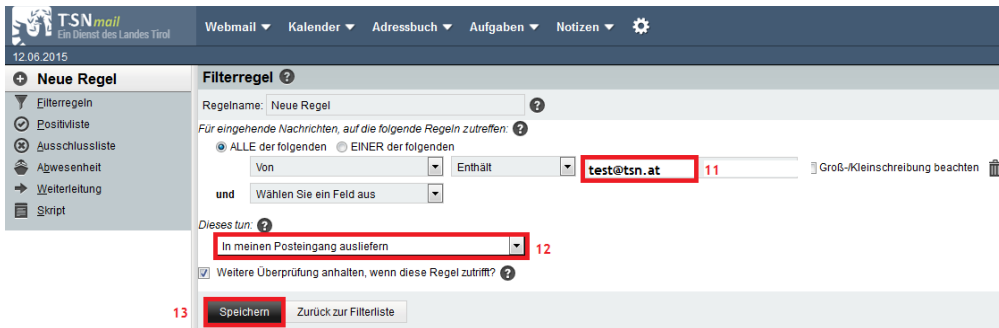 TSNmail
Ein Dienst des Landes Tirol
Webmail Kalender Adressbuch Aufgaben Notizen
12.06.2015
Neue Regel
Filterregeln
Positivliste
Ausschlussliste
Abwesenheit
Weiterleitung
Skript
Filterregel ?
Regelname: Neue Regel ?
Für eingehende Nachrichten, auf die folgende Regeln zutreffen: ?
ALLE der folgenden EINER der folgenden
Von Enthält test@tsn.at 11 Groß-/Kleinschreibung beachten
und Wählen Sie ein Feld aus
Dieses tun: ?
In meinen Posteingang ausliefern 12
Weitere Überprüfung anhalten, wenn diese Regel zutrifft? ?
13 Speichern Zurück zur Filterliste